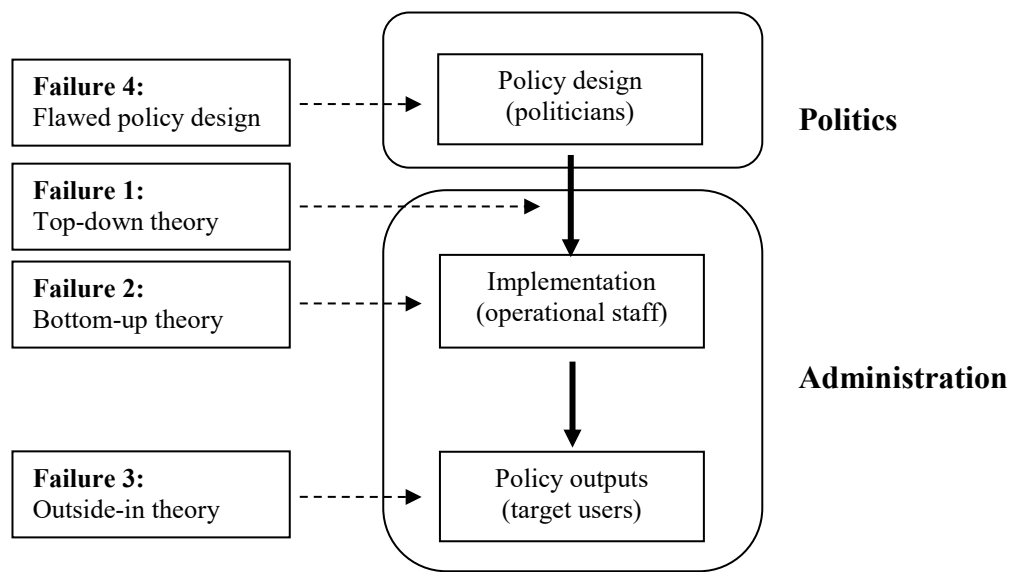 Failure 4:
Flawed policy design
Policy design
(politicians)
Politics
Failure 1:
Top-down theory
Failure 2:
Bottom-up theory
Implementation
(operational staff)
Administration
Failure 3:
Outside-in theory
Policy outputs
(target users)